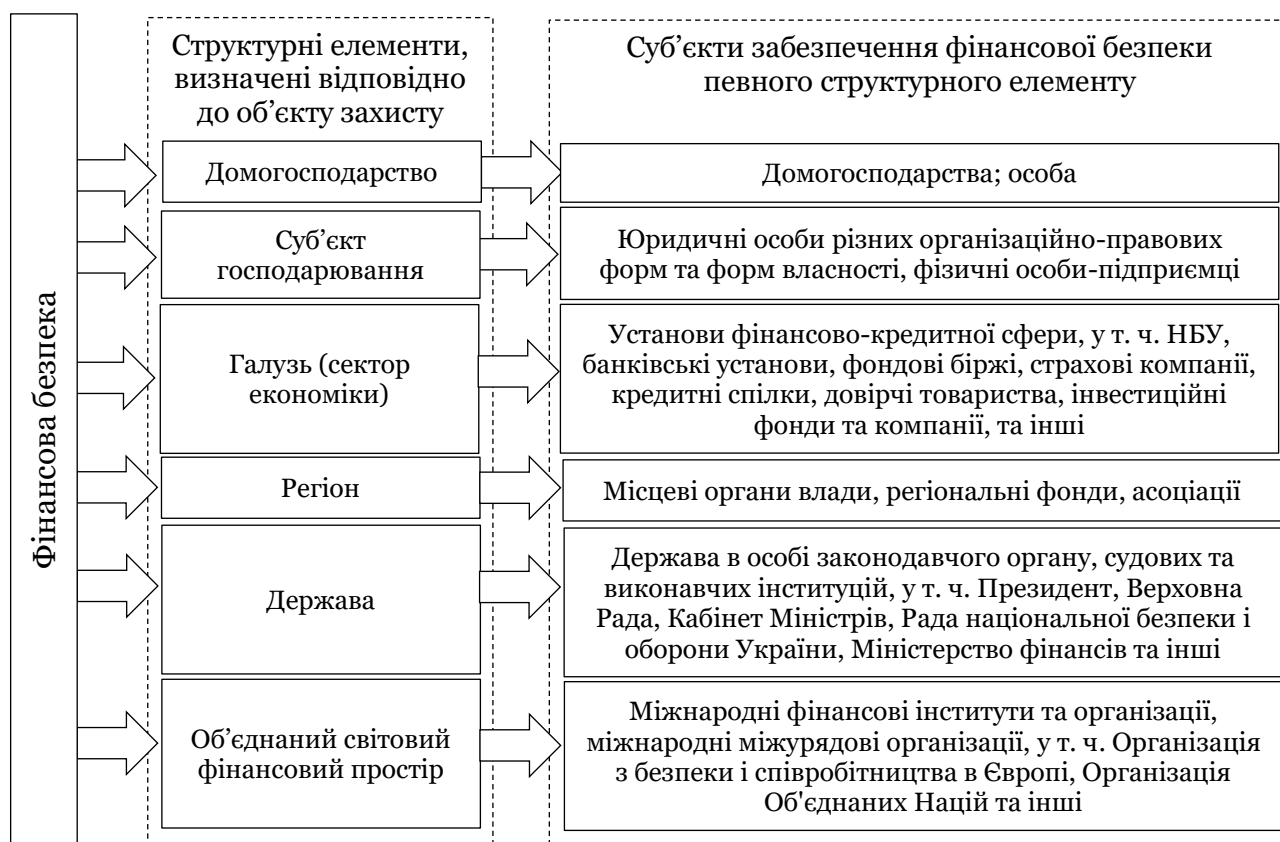 Фінансова безпека
Структурні елементи,
визначені відповідно
до об’єкту захисту
Суб’єкти забезпечення фінансової безпеки
певного структурного елементу
Домогосподарство
Домогосподарства; особа
Суб’єкт
господарювання
Юридичні особи різних організаційно-правових
форм та форм власності, фізичні особи-підприємці
Галузь (сектор
економіки)
Установи фінансово-кредитної сфери, у т. ч. НБУ,
банківські установи, фондові біржі, страхові компанії,
кредитні спілки, довірчі товариства, інвестиційні
фонди та компанії, та інші
Регіон
Місцеві органи влади, регіональні фонди, асоціації
Держава
Держава в особі законодавчого органу, судових та
виконавчих інституцій, у т. ч. Президент, Верховна
Рада, Кабінет Міністрів, Рада національної безпеки і
оборони України, Міністерство фінансів та інші
Об’єднаний світовий
фінансовий простір
Міжнародні фінансові інститути та організації,
міжнародні міжурядові організації, у т. ч. Організація
з безпеки і співробітництва в Європі, Організація
Об'єднаних Націй та інші